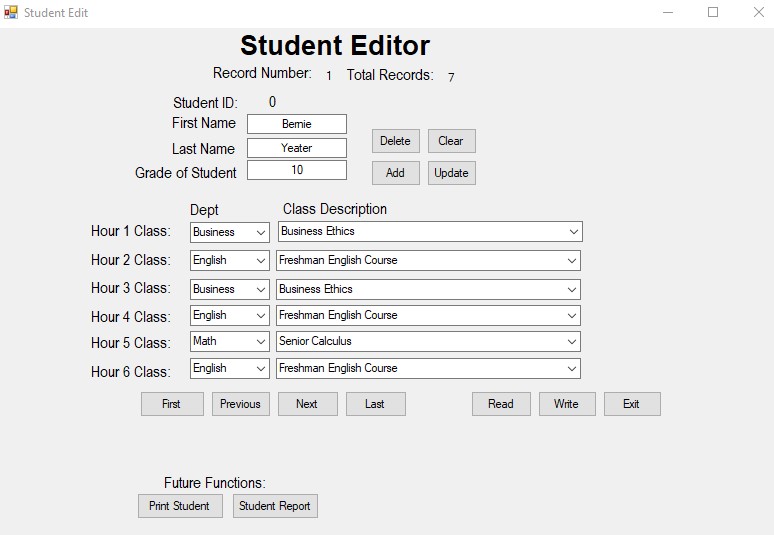 Student Edit
Student Editor
Record Number: 1 Total Records: 7
Student ID: 0
First Name Bernie
Last Name Yeater
Delete Clear
Grade of Student 10
Add Update
Dept Class Description
Hour 1 Class: Business Business Ethics
Hour 2 Class: English Freshman English Course
Hour 3 Class: Business Business Ethics
Hour 4 Class: English Freshman English Course
Hour 5 Class: Math Senior Calculus
Hour 6 Class: English Freshman English Course
First Previous Next Last Read Write Exit
Future Functions:
Print Student Student Report